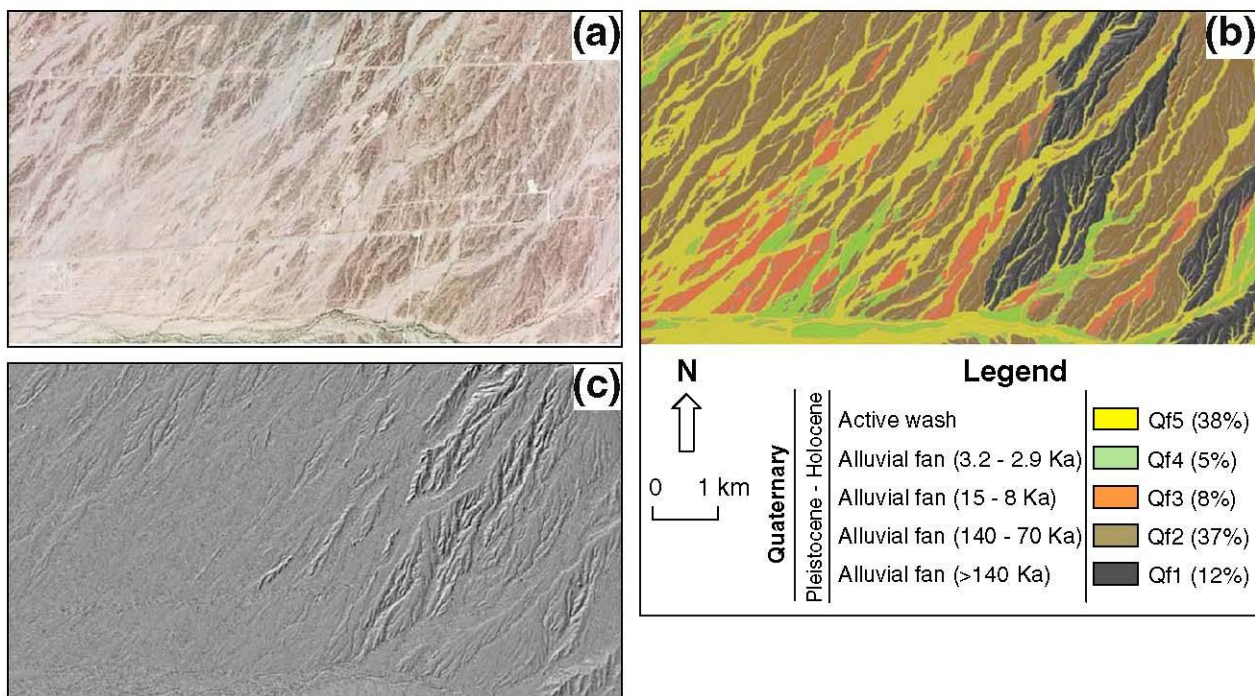 (a)
(b)
(c)
N
0 1 km
Legend
Quaternary
Pleistocene - Holocene
Active wash Qf5 (38%)
Alluvial fan (3.2 - 2.9 Ka) Qf4 (5%)
Alluvial fan (15 - 8 Ka) Qf3 (8%)
Alluvial fan (140 - 70 Ka) Qf2 (37%)
Alluvial fan (>140 Ka) Qf1 (12%)